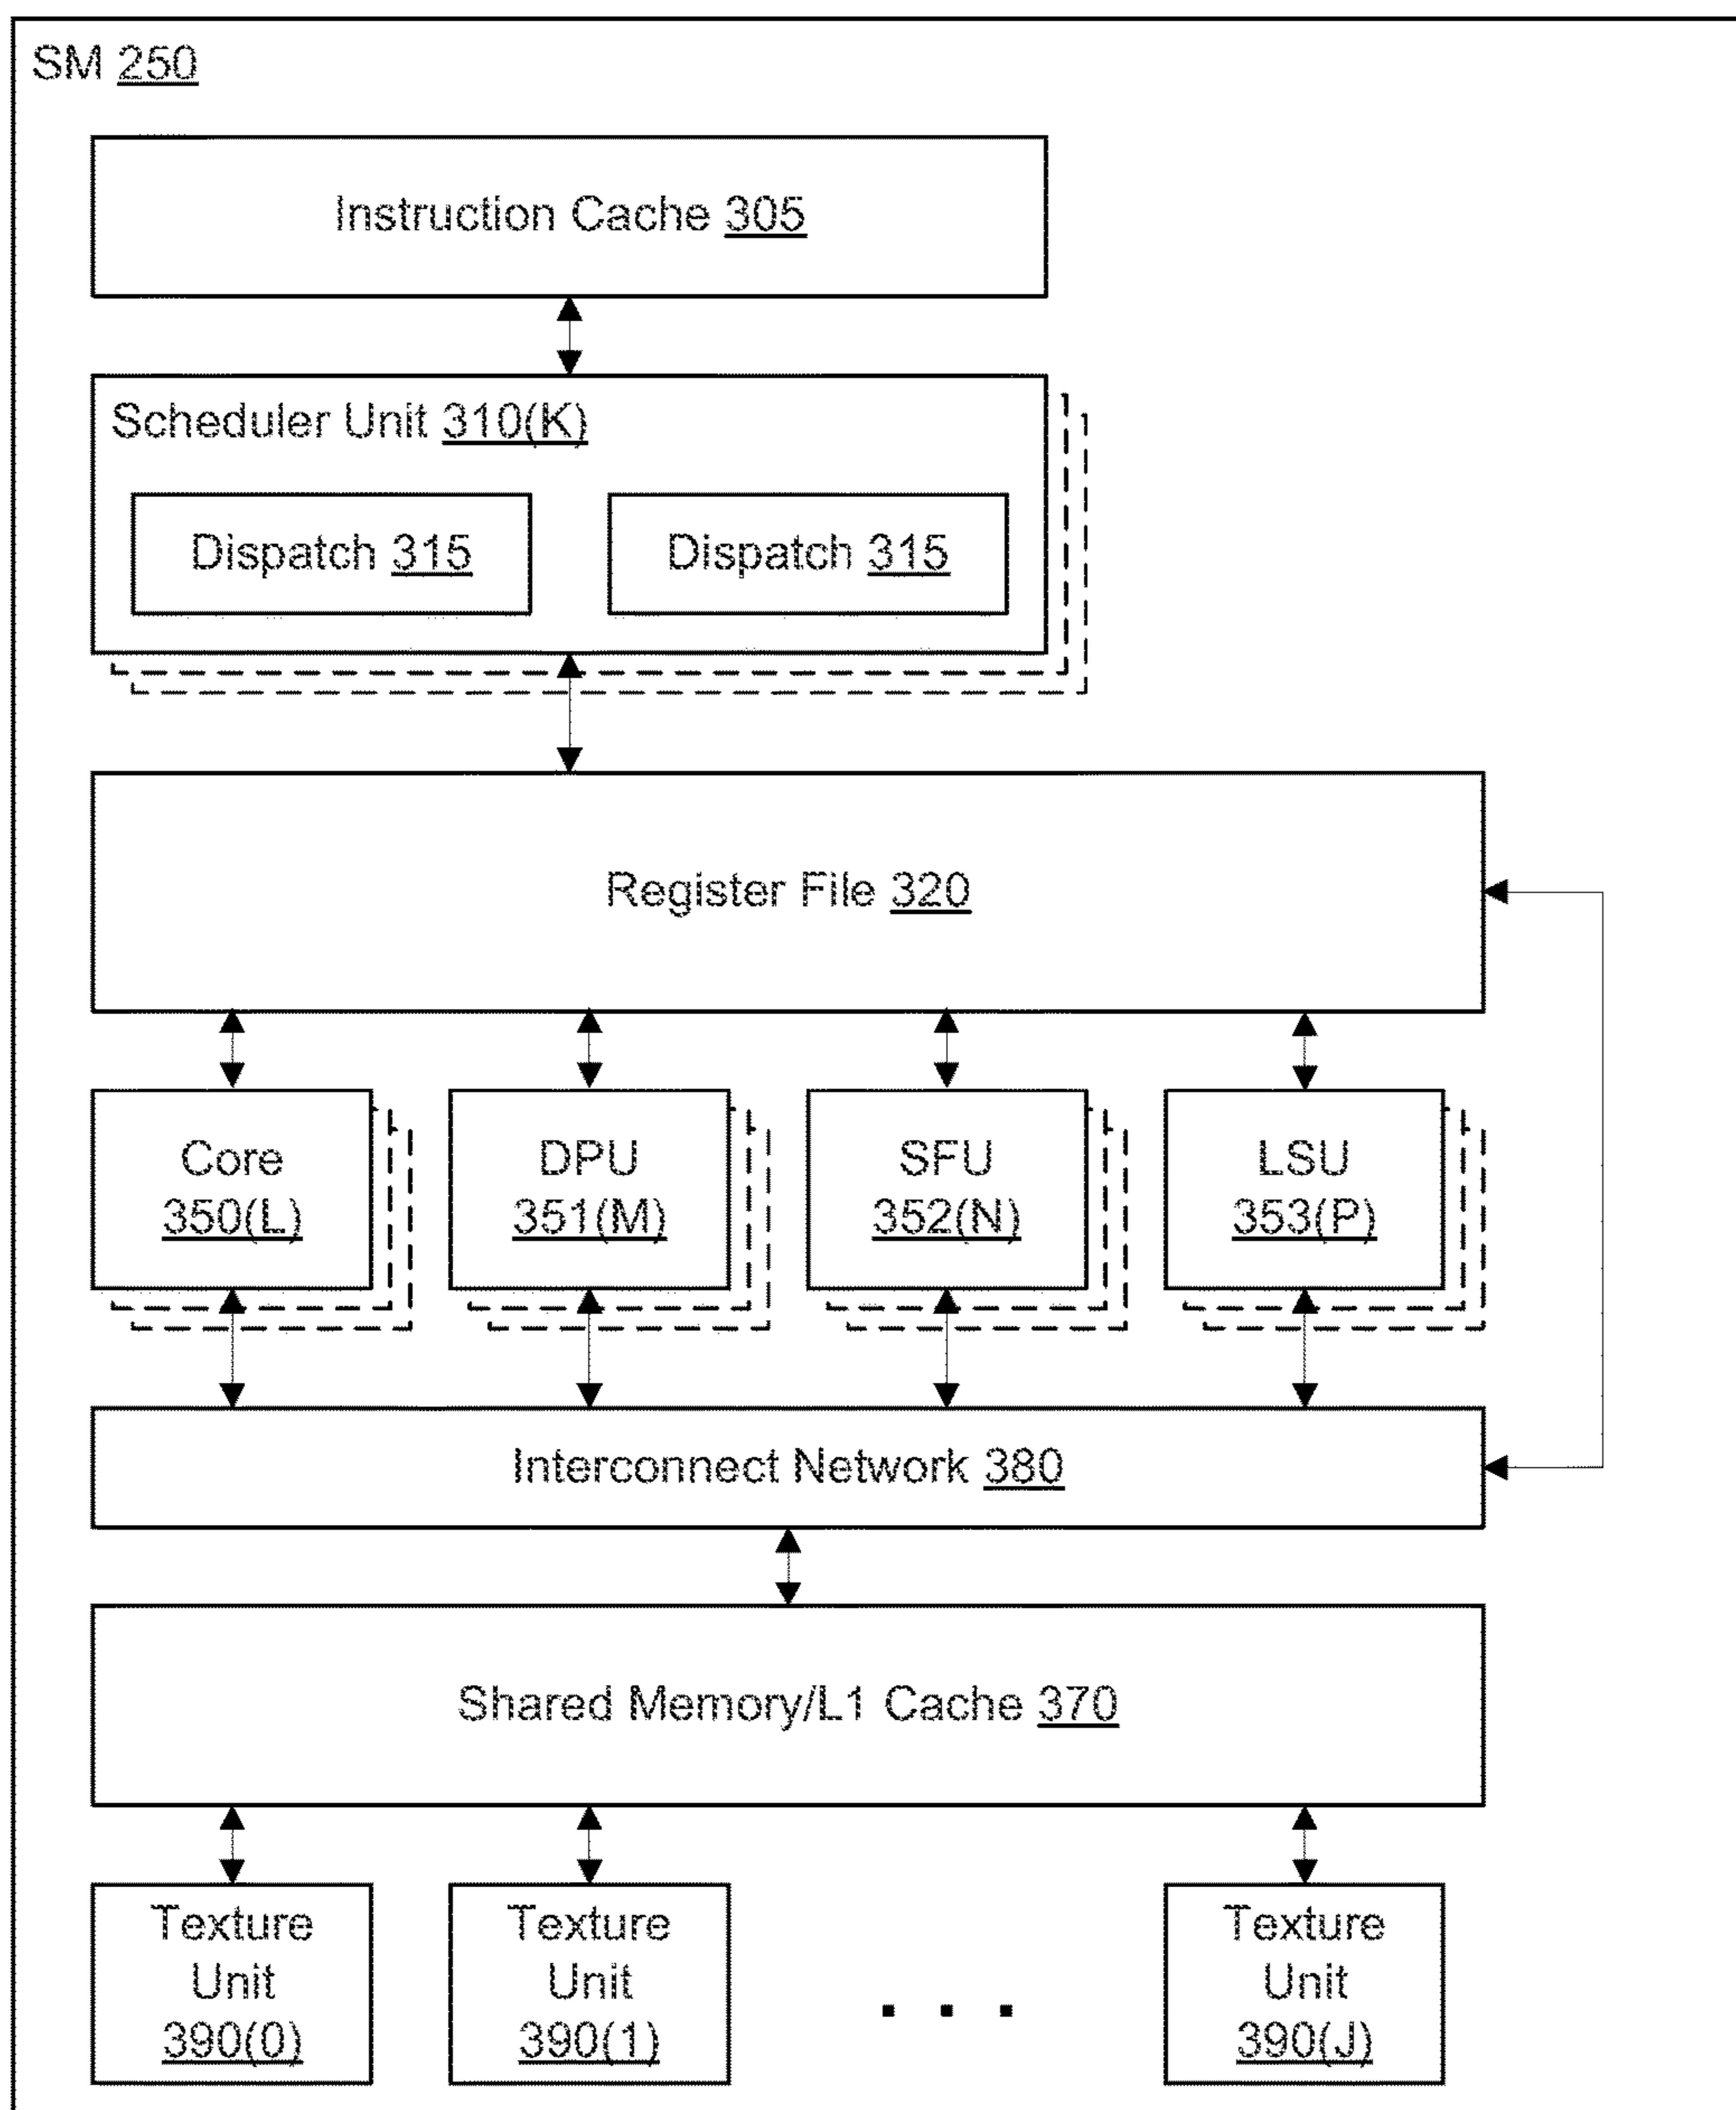 SM 250
Instruction Cache 305
Scheduler Unit 310(K)
Dispatch 315
Dispatch 315
Register File 320
Core
350(L)
DPU
351(M)
SFU
352(N)
LSU
353(P)
Interconnect Network 380
Shared Memory/L1 Cache 370
Texture
Unit
390(0)
Texture
Unit
390(1)
. . .
Texture
Unit
390(J)